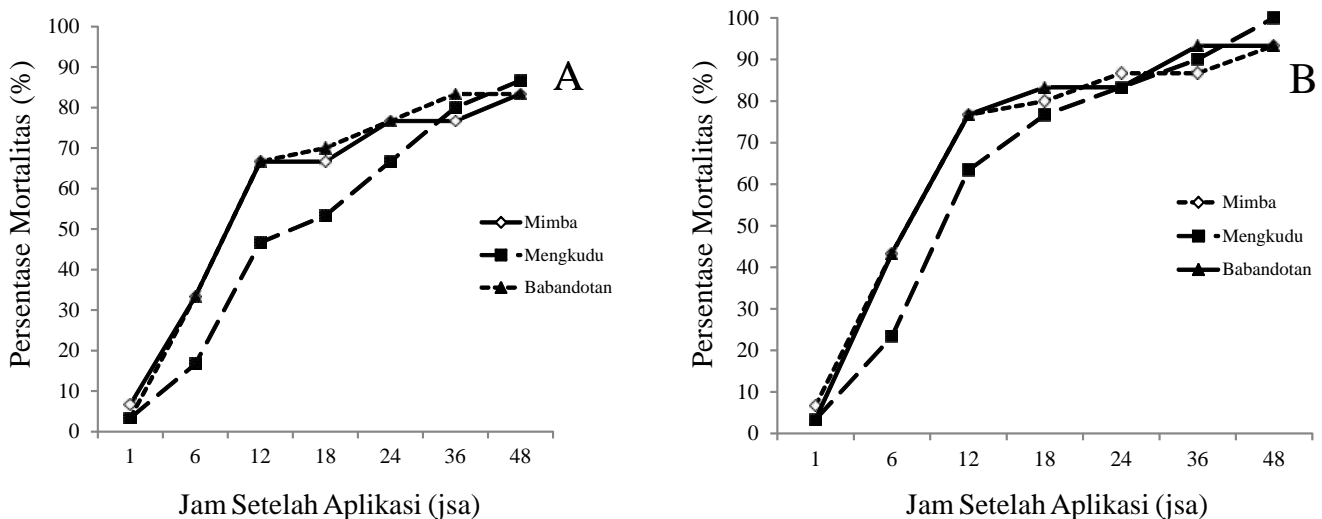 Persentase Mortalitas (%)
100
90
80
70
60
50
40
30
20
10
0
A
Mimba
Mengkudu
Babandotan
1 6 12 18 24 36 48
Jam Setelah Aplikasi (jsa)
Persentase Mortalitas (%)
100
90
80
70
60
50
40
30
20
10
0
B
Mimba
Mengkudu
Babandotan
1 6 12 18 24 36 48
Jam Setelah Aplikasi (jsa)